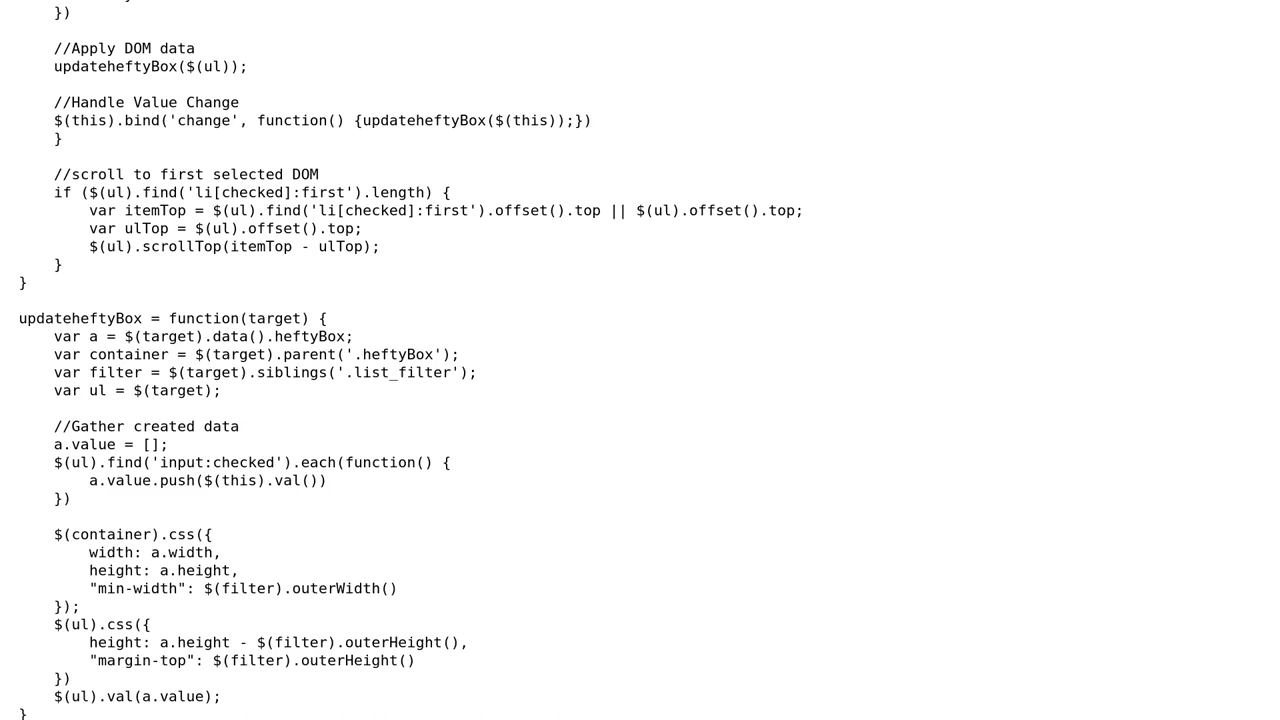 })
//Apply DOM data
updateheftyBox($(ul));
//Handle Value Change
$(this).bind('change', function() {updateheftyBox($(this));})
}
//scroll to first selected DOM
if ($(ul).find('li[checked]:first').length) {
var itemTop = $(ul).find('li[checked]:first').offset().top || $(ul).offset().top;
var ulTop = $(ul).offset().top;
$(ul).scrollTop(itemTop - ulTop);
}
}
updateheftyBox = function(target) {
var a = $(target).data().heftyBox;
var container = $(target).parent('.heftyBox');
var filter = $(target).siblings('.list_filter');
var ul = $(target);
//Gather created data
a.value = [];
$(ul).find('input:checked').each(function() {
a.value.push($(this).val())
})
$(container).css({
width: a.width,
height: a.height,
"min-width": $(filter).outerWidth()
});
$(ul).css({
height: a.height - $(filter).outerHeight(),
"margin-top": $(filter).outerHeight()
})
$(ul).val(a.value);
}